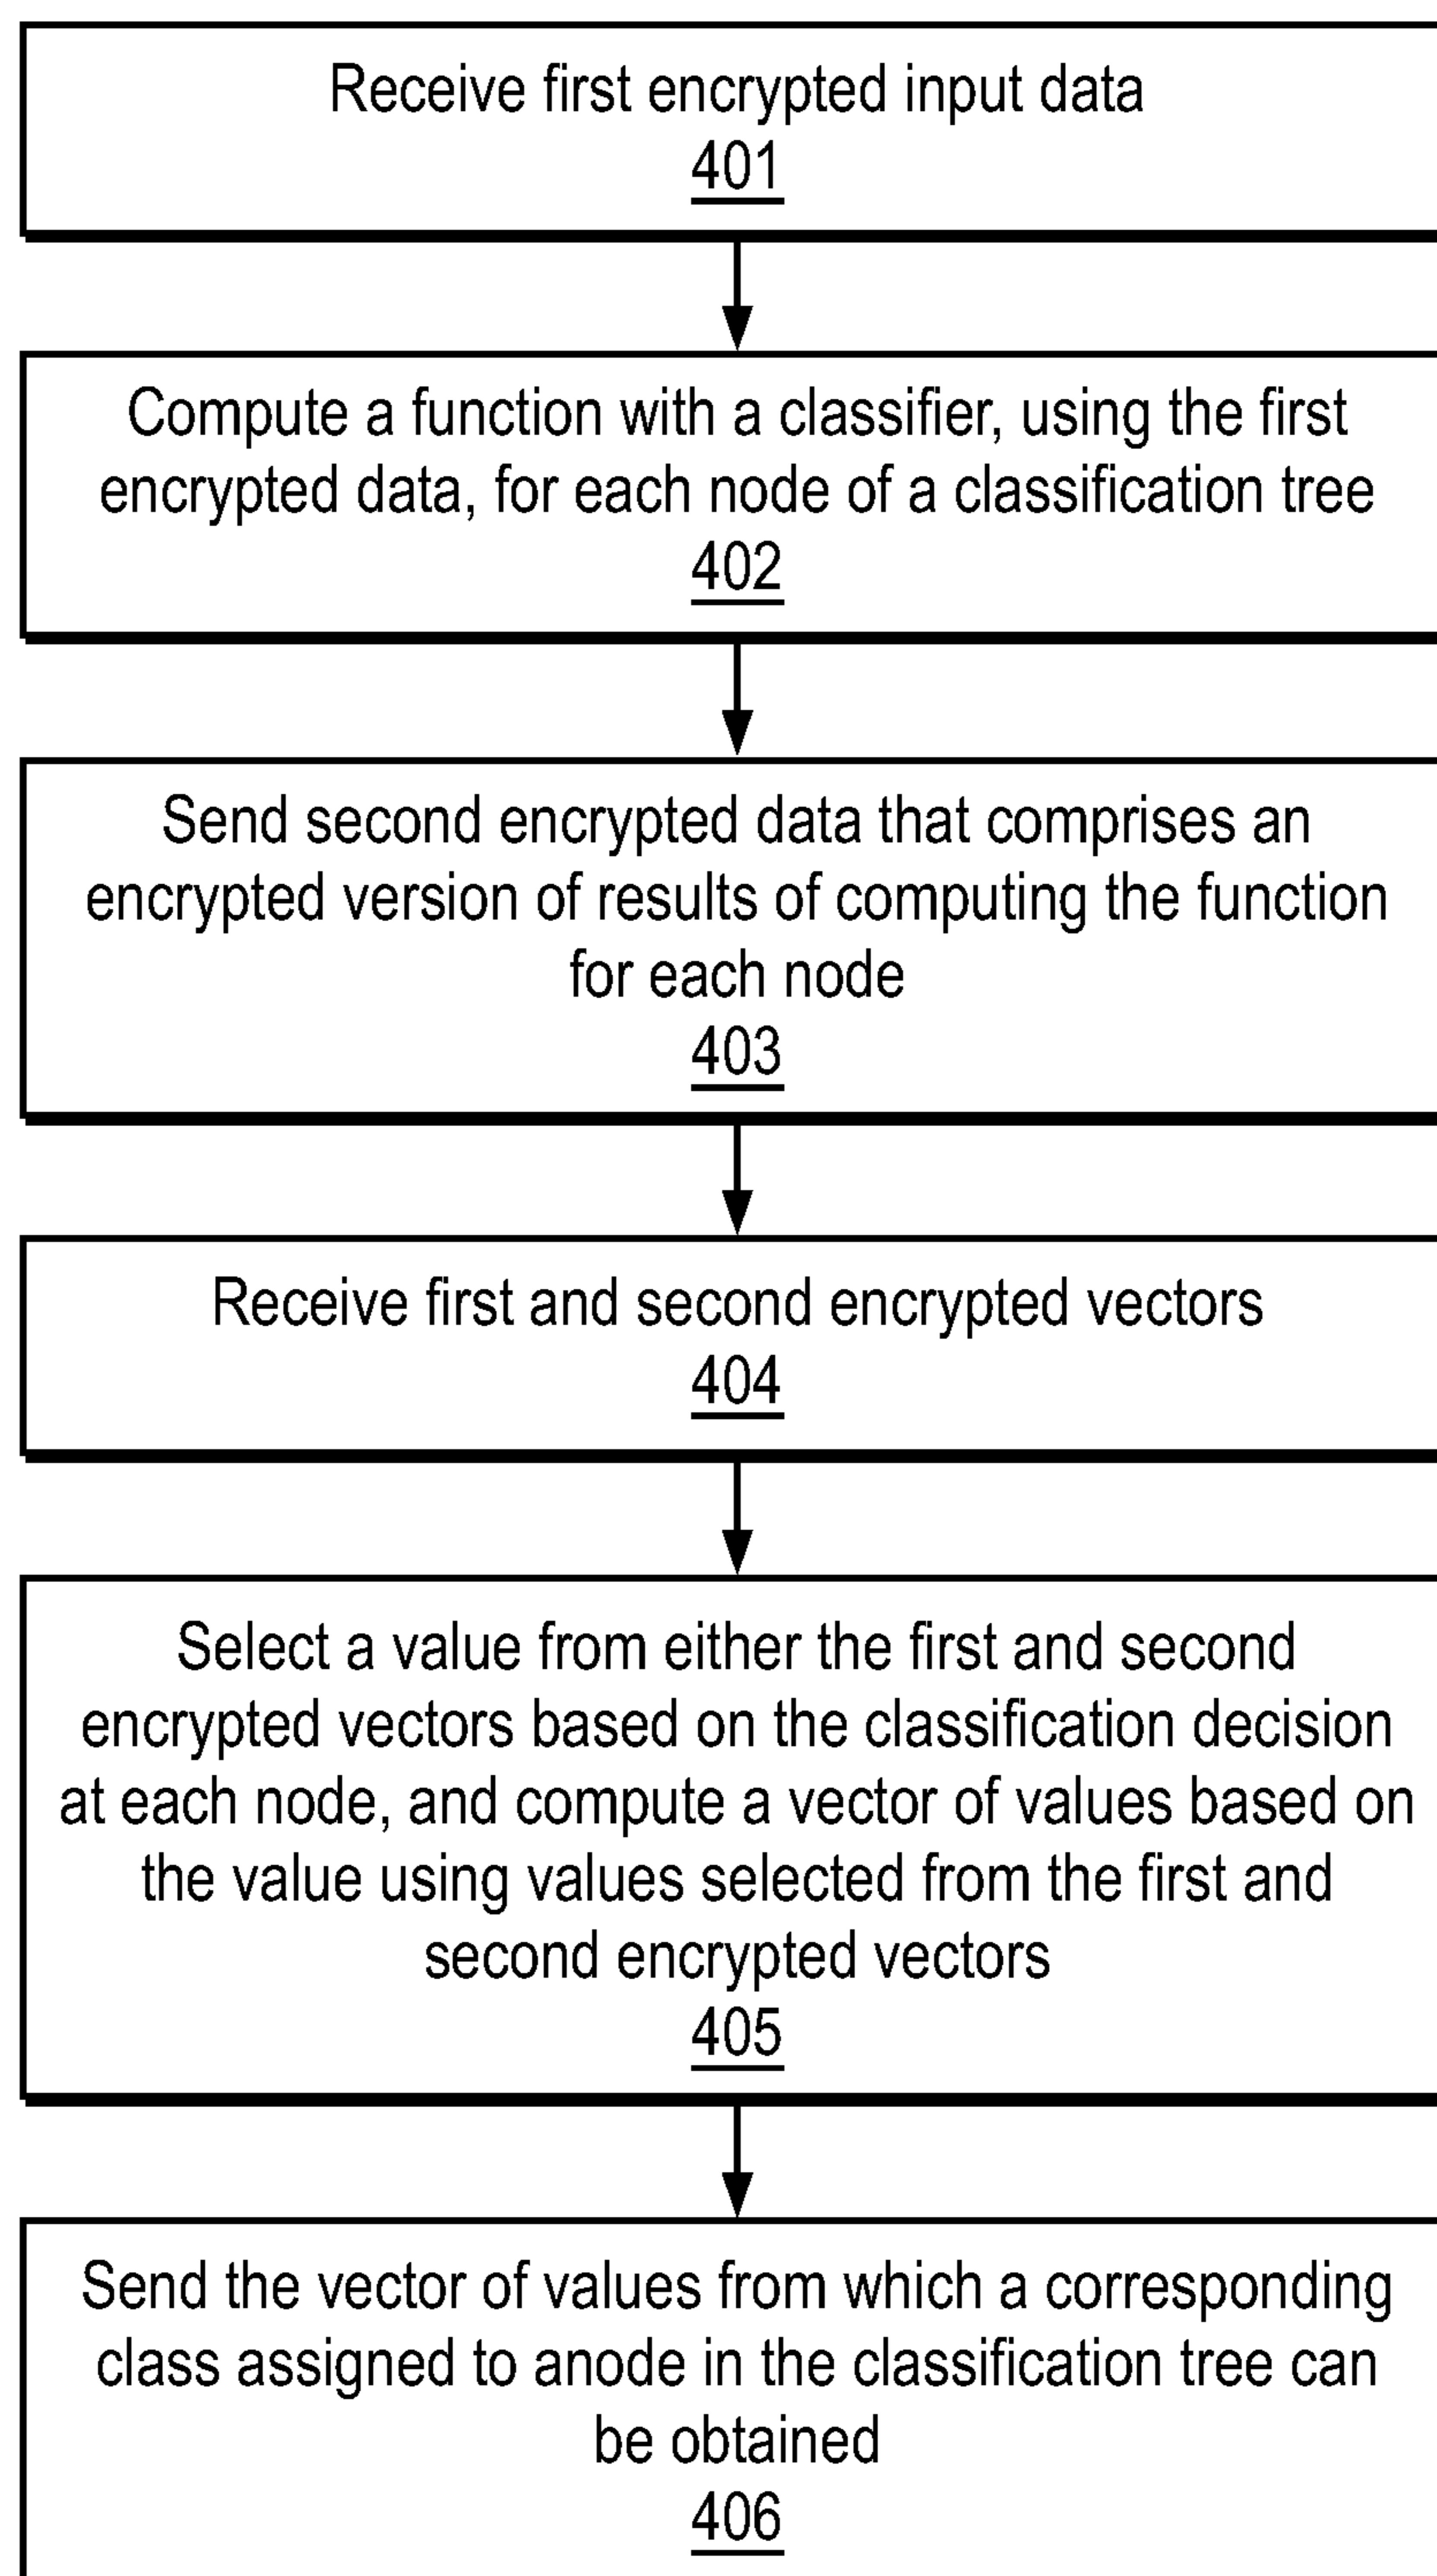 Receive first encrypted input data
401
Compute a function with a classifier, using the first
encrypted data, for each node of a classification tree
402
Send second encrypted data that comprises an
encrypted version of results of computing the function
for each node
403
Receive first and second encrypted vectors
404
Select a value from either the first and second
encrypted vectors based on the classification decision
at each node, and compute a vector of values based on
the value using values selected from the first and
second encrypted vectors
405
Send the vector of values from which a corresponding
class assigned to anode in the classification tree can
be obtained
406